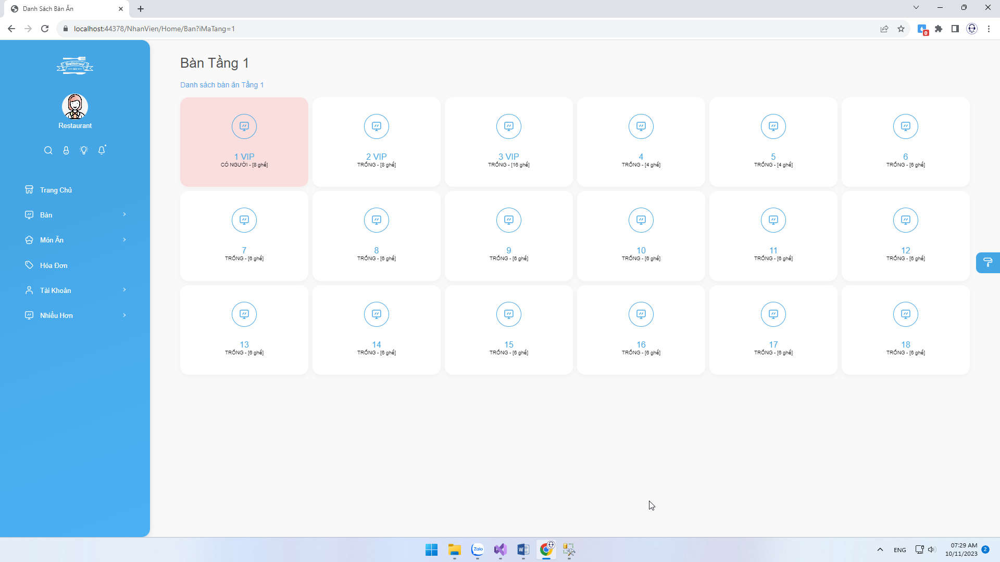 Danh Sách Bàn Ăn
localhost:44378/NhanVien/Home/Ban?iMaTang=1
0
Restaurant
Restaurant
Trang Chủ
Bàn
Món Ăn
Hóa Đơn
Tài Khoản
Nhiều Hơn
Bàn Tầng 1
Danh sách bàn ăn Tầng 1
1 VIP
CÓ NGƯỜI - [8 ghế]
2 VIP
TRỐNG - [8 ghế]
3 VIP
TRỐNG - [16 ghế]
4
TRỐNG - [4 ghế]
5
TRỐNG - [4 ghế]
6
TRỐNG - [6 ghế]
7
TRỐNG - [6 ghế]
8
TRỐNG - [6 ghế]
9
TRỐNG - [6 ghế]
10
TRỐNG - [6 ghế]
11
TRỐNG - [6 ghế]
12
TRỐNG - [6 ghế]
13
TRỐNG - [6 ghế]
14
TRỐNG - [6 ghế]
15
TRỐNG - [6 ghế]
16
TRỐNG - [6 ghế]
17
TRỐNG - [6 ghế]
18
TRỐNG - [6 ghế]
Zalo
W
ENG
07:29 AM
10/11/2023
2